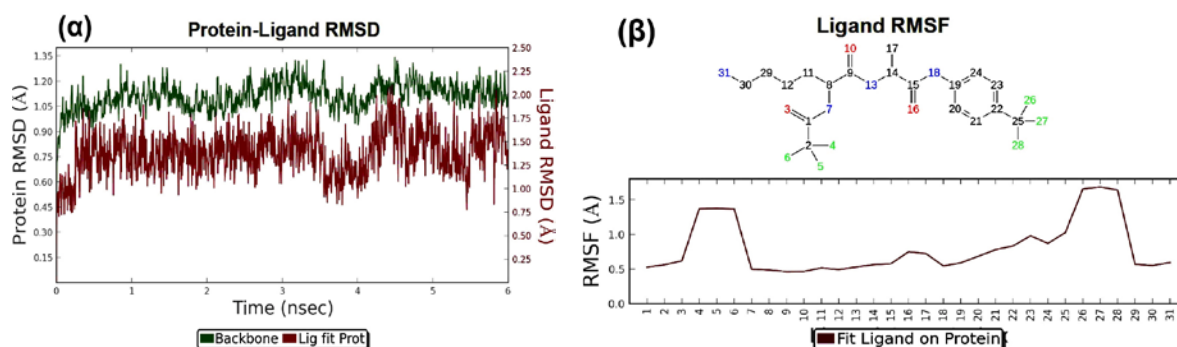 (α)
Protein-Ligand RMSD
Protein RMSD (Å)
1.35
1.20
1.05
0.90
0.75
0.60
0.45
0.30
0.15
2.50
2.25
2.00
1.75
1.50
1.25
1.00
0.75
0.50
0.25
Ligand RMSD (Å)
0 1 2 3 4 5 6
Time (nsec)
Backbone Lig fit Prot
(β)
Ligand RMSF
10 17
31 29 11 9 14 18 24
30 12 8 13 15 19 23
3 7 16 20 22 26
1 21 25 27
2 4 28
6 5
RMSF (Å)
1.5
1.0
0.5
0.0
1 2 3 4 5 6 7 8 9 10 11 12 13 14 15 16 17 18 19 20 21 22 23 24 25 26 27 28 29 30 31
Fit Ligand on Protein